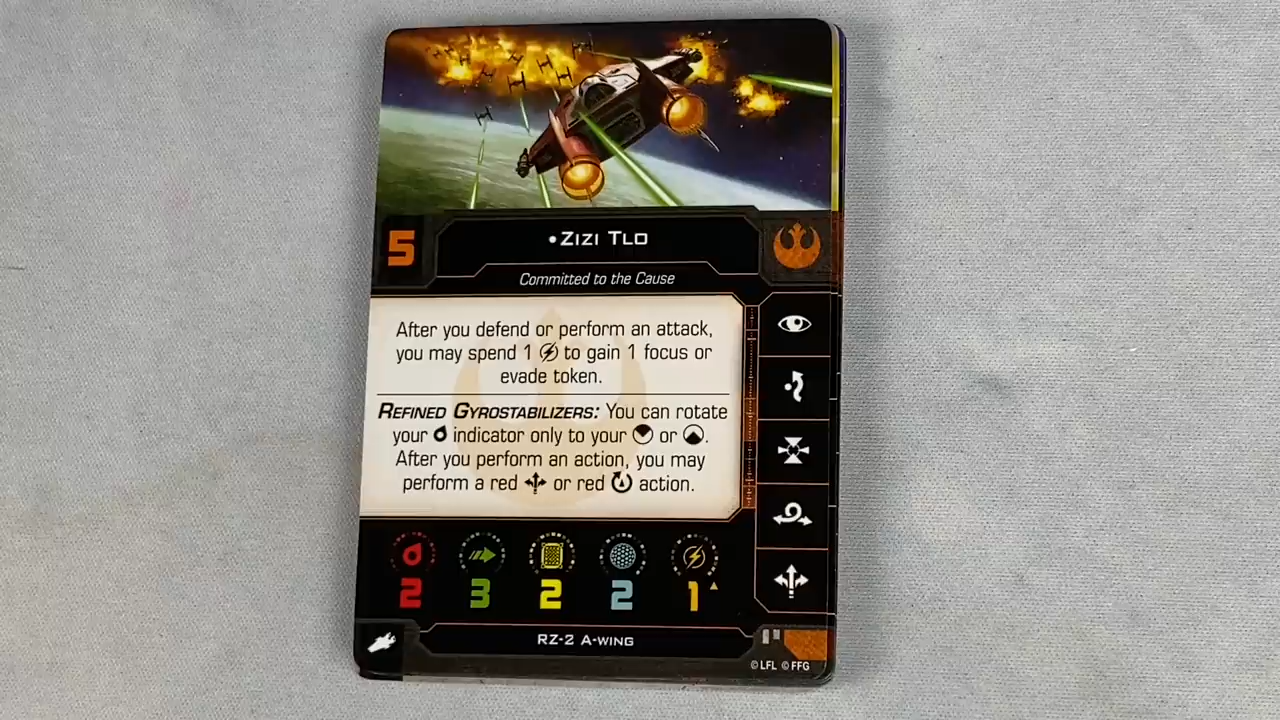 5
•Zizi Tlo
Committed to the Cause
After you defend or perform an attack,
you may spend 1 to gain 1 focus or
evade token.
Refined Gyrostabilizers: You can rotate
your indicator only to your or .
After you perform an action, you may
perform a red or red action.
2 3 2 2 1
RZ-2 A-wing
© LFL © FFG